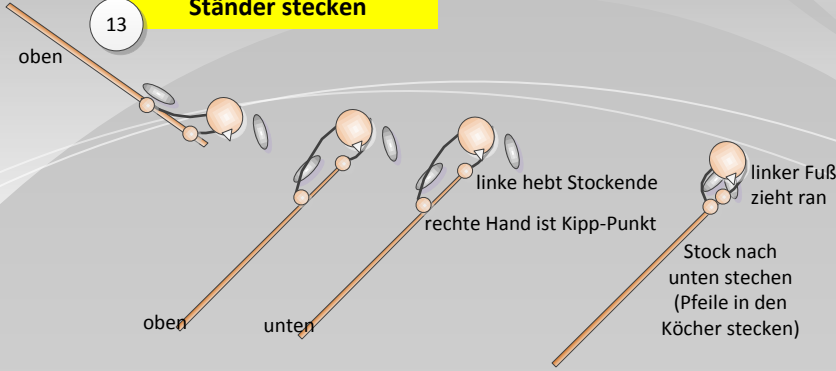 Ständer stecken
13
oben
linke hebt Stockende
rechte Hand ist Kipp-Punkt
oben
unten
linker Fuß
zieht ran
Stock nach
unten stechen
(Pfeile in den
Köcher stecken)